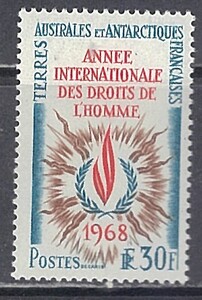 TERRES
AUSTRALES ET ANTARCTIQUES
FRANÇAISES
ANNEE
INTERNATIONALE
DES DROITS DE
L'HOMME
1968
POSTES
30F